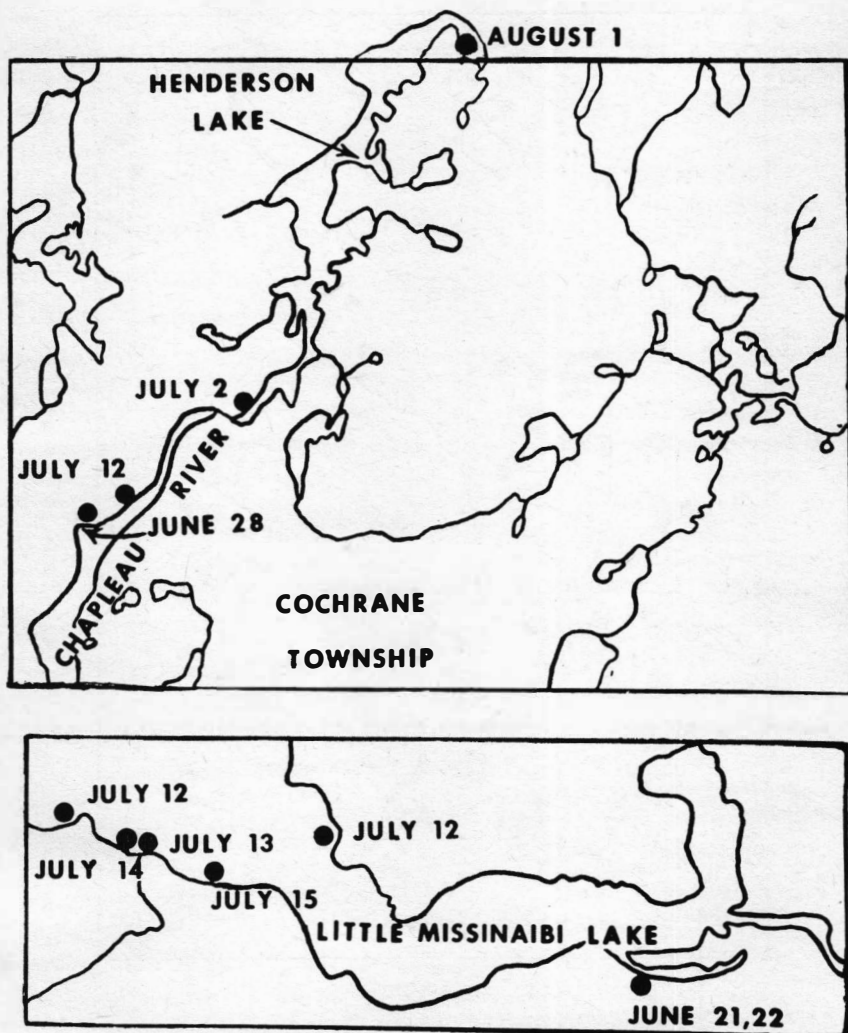 AUGUST 1
HENDERSON
LAKE
JULY 2
JULY 12
JUNE 28
CHAPLEAU RIVER
COCHRANE
TOWNSHIP
JULY 12
JULY 13
JULY 12
JULY 14
JULY 15
LITTLE MISSINAIBI LAKE
JUNE 21,22